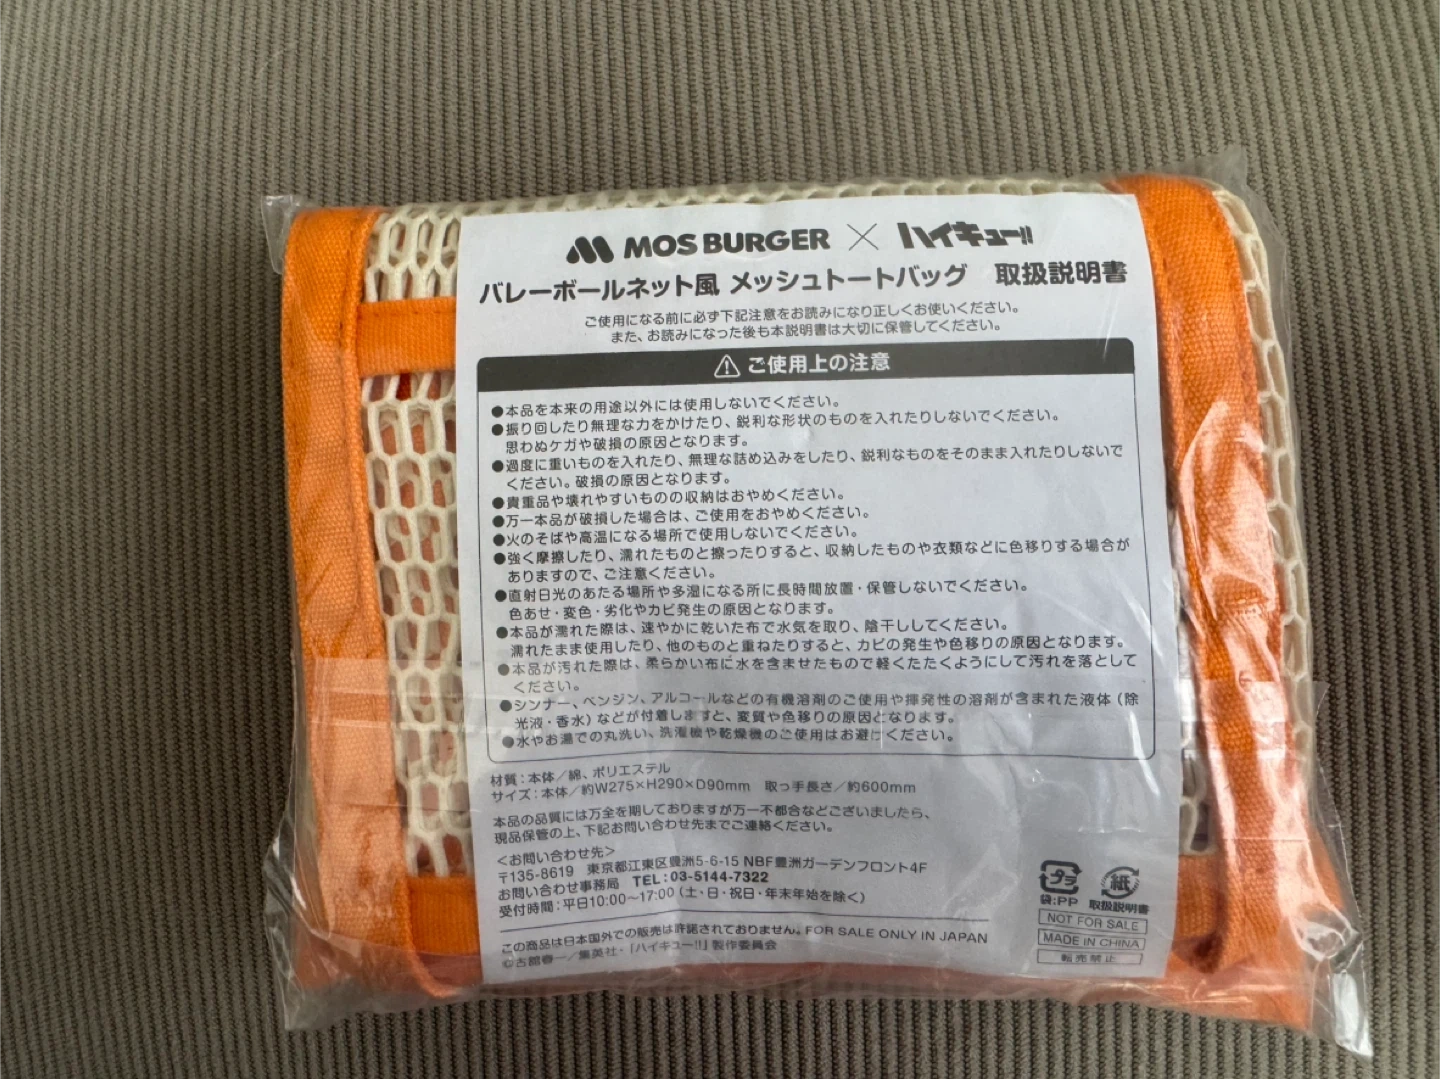 MOS BURGER × ハイキュー!!
バレーボールネット風 メッシュトートバッグ 取扱説明書
ご使用になる前に必ず下記注意をお読みになり正しくお使いください。
また、お読みになった後も本説明書は大切に保管してください。
ご使用上の注意
●本品を本来の用途以外には使用しないでください。
●振り回したり無理な力をかけたり、鋭利な形状のものを入れたりしないでください。
思わぬケガや破損の原因となります。
●過度に重いものを入れたり、無理な詰め込みをしたり、鋭利なものをそのまま入れたりしないで
ください。破損の原因となります。
●貴重品や壊れやすいものの収納はおやめください。
●万一本品が破損した場合は、ご使用をおやめください。
●火のそばや高温になる場所で使用しないでください。
●強く摩擦したり、濡れたものと擦ったりすると、収納したものや衣類などに色移りする場合が
ありますので、ご注意ください。
●直射日光のあたる場所や多湿になる所に長時間放置・保管しないでください。
色あせ・変色・劣化やカビ発生の原因となります。
●本品が濡れた際は、速やかに乾いた布で水気を取り、陰干ししてください。
濡れたまま使用したり、他のものと重ねたりすると、カビの発生や色移りの原因となります。
●本品が汚れた際は、柔らかい布に水を含ませたもので軽くたたくようにして汚れを落として
ください。
●シンナー、ベンジン、アルコールなどの有機溶剤のご使用や揮発性の溶剤が含まれた液体（除
光液・香水）などが付着しますと、変質や色移りの原因となります。
●水やお湯での丸洗い、洗濯機や乾燥機のご使用はお避けください。
材質：本体／綿、ポリエステル
サイズ：本体／約W275×H290×D90mm 取っ手長さ／約600mm
本品の品質には万全を期しておりますが万一不都合などございましたら、
現品保管の上、下記お問い合わせ先までご連絡ください。
＜お問い合わせ先＞
〒135-8619 東京都江東区豊洲5-6-15 NBF豊洲ガーデンフロント4F
お問い合わせ事務局 TEL：03-5144-7322
受付時間：平日10:00～17:00（土・日・祝日・年末年始を除く）
この商品は日本国外での販売は許諾されておりません。FOR SALE ONLY IN JAPAN
©古舘春一／集英社・「ハイキュー!!」製作委員会
プラ
袋：PP
紙
取扱説明書
NOT FOR SALE
MADE IN CHINA
転売禁止